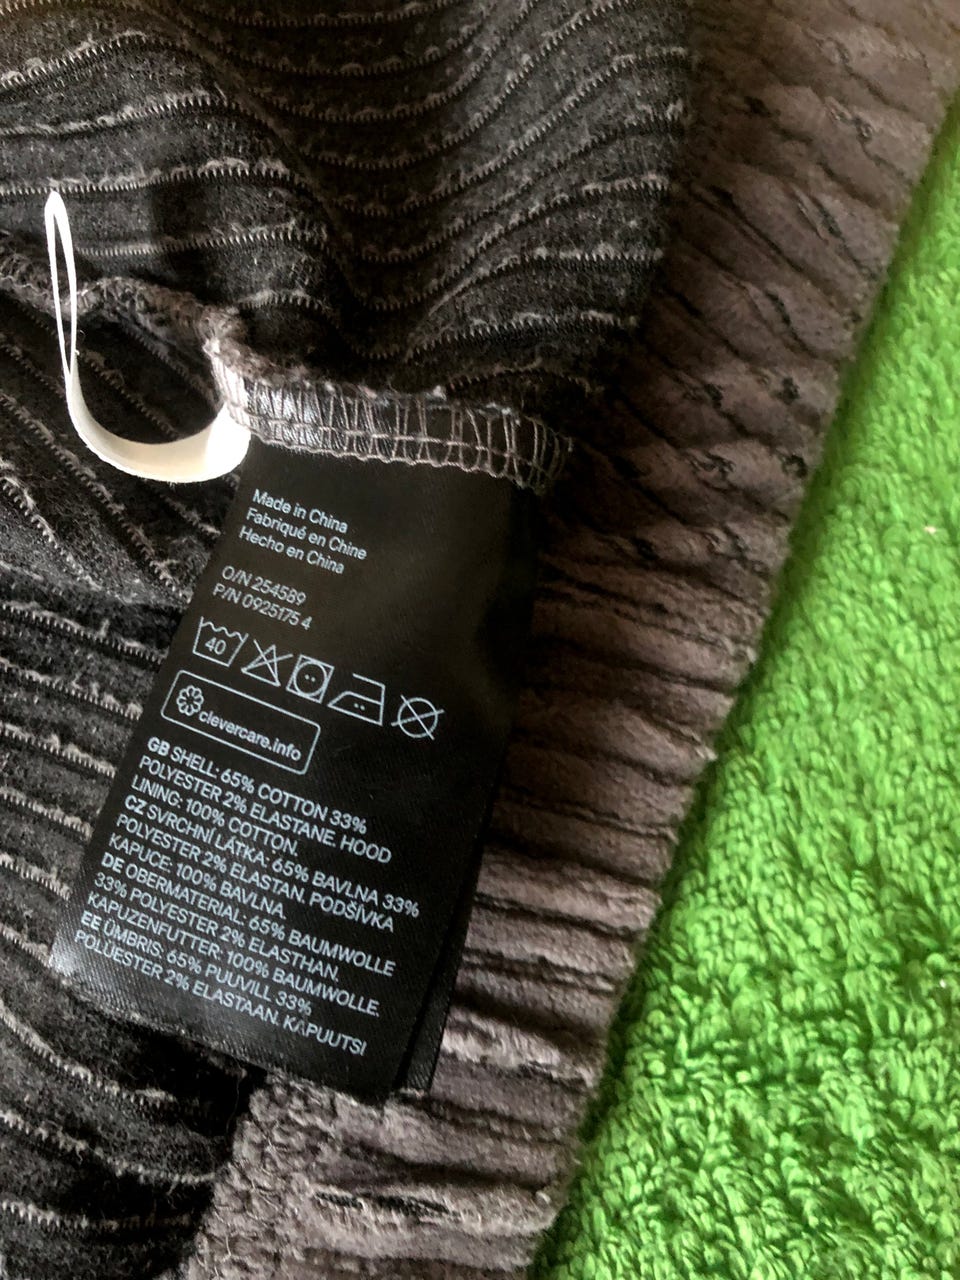 Made in China
Fabriqué en Chine
Hecho en China
O/N 254589
P/N 0925175 4
40
clevercare.info
GB SHELL: 65% COTTON 33%
POLYESTER 2% ELASTANE. HOOD
LINING: 100% COTTON.
CZ SVRCHNÍ LÁTKA: 65% BAVLNA 33%
POLYESTER 2% ELASTAN. PODŠÍVKA
KAPUCE: 100% BAVLNA.
DE OBERMATERIAL: 65% BAUMWOLLE
33% POLYESTER 2% ELASTHAN.
KAPUZENFUTTER: 100% BAUMWOLLE.
EE ÜMBRIS: 65% PUUVILL 33%
POLUESTER 2% ELASTAAN. KAPUUTSI